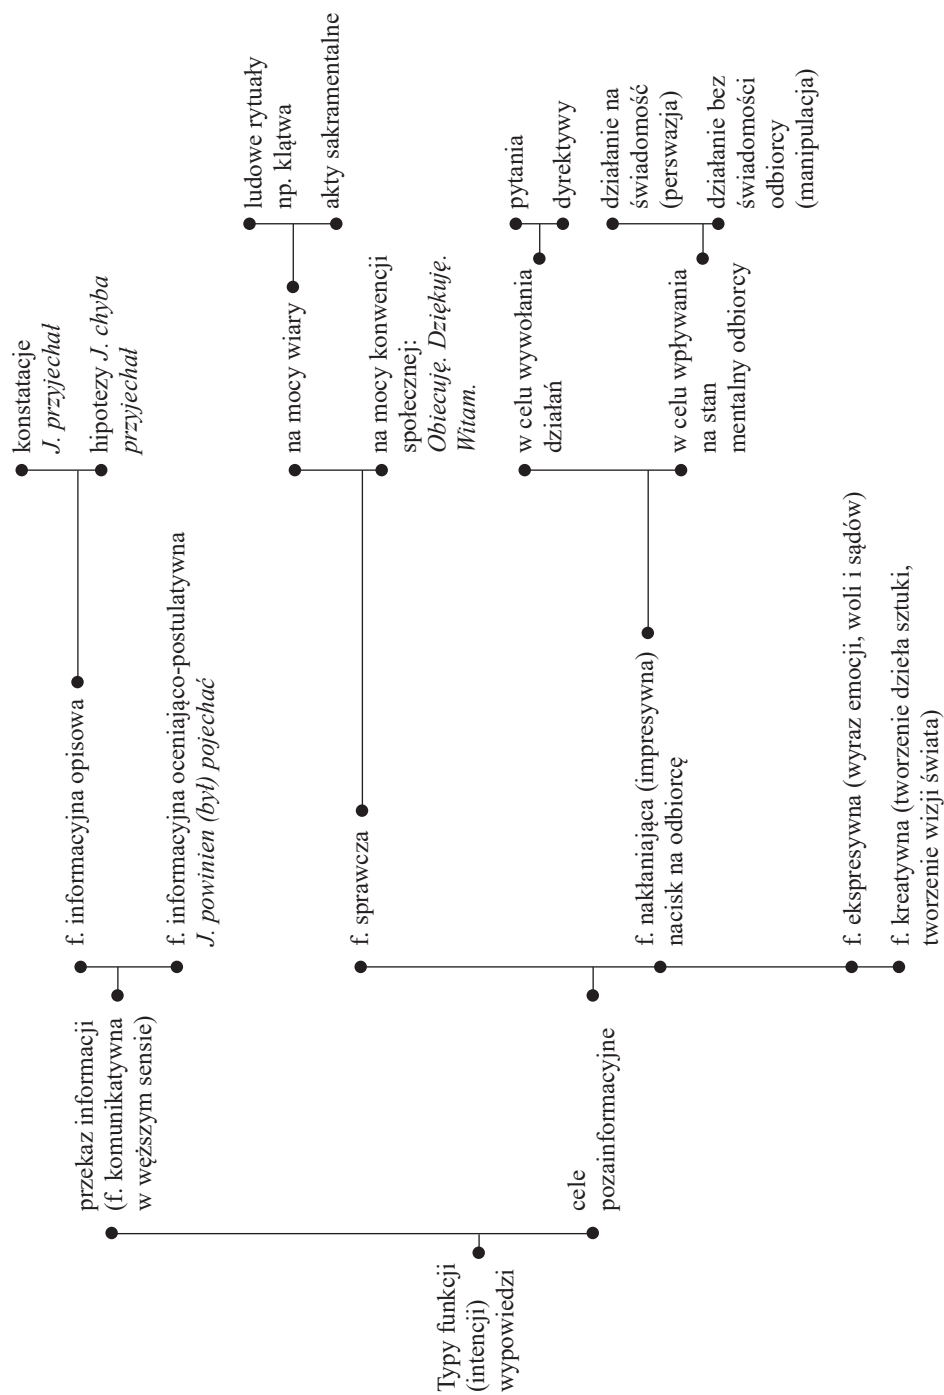 Typy funkcji
(intencji)
wypowiedzi
przekaz informacji
(f. komunikatywna
w węższym sensie)
f. informacyjna opisowa
konstatacje
J. przyjechał
hipotezy J. chyba
przyjechał
f. informacyjna oceniająco-postulatywna
J. powinien (był) pojechać
cele
pozainformacyjne
f. sprawcza
na mocy wiary
ludowe rytuały
np. klątwa
akty sakramentalne
na mocy konwencji
społecznej:
Obiecuję. Dziękuję.
Witam.
f. nakłaniająca (impresywna)
nacisk na odbiorcę
w celu wywołania
działań
pytania
dyrektywy
w celu wpływania
na stan
mentalny odbiorcy
działanie na
świadomość
(perswazja)
działanie bez
świadomości
odbiorcy
(manipulacja)
f. ekspresywna (wyraz emocji, woli i sądów)
f. kreatywna (tworzenie dzieła sztuki,
tworzenie wizji świata)